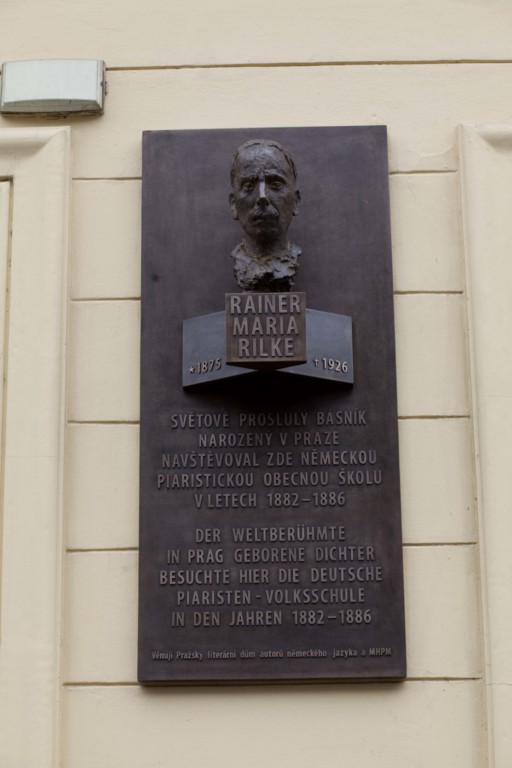 RAINER
MARIA
RILKE
*1875 †1926
SVĚTOVĚ PROSLULÝ BÁSNÍK
NAROZENÝ V PRAZE
NAVŠTĚVOVAL ZDE NĚMECKOU
PIARISTICKOU OBECNOU ŠKOLU
V LETECH 1882–1886
DER WELTBERÜHMTE
IN PRAG GEBORENE DICHTER
BESUCHTE HIER DIE DEUTSCHE
PIARISTEN-VOLKSSCHULE
IN DEN JAHREN 1882–1886
Věnují Pražský literární dům autorů německého jazyka a MHPM